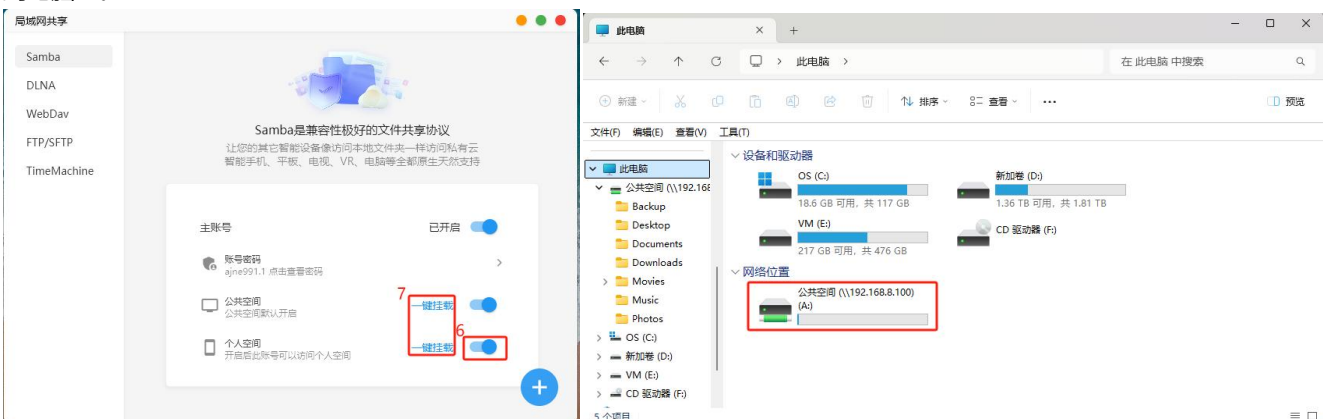 局域网共享
Samba
DLNA
WebDav
FTP/SFTP
TimeMachine
Samba是兼容性极好的文件共享协议
让您的其它智能设备像访问本地文件夹一样访问私有云
智能手机、平板、电视、VR、电脑等全都原生天然支持
主账号
已开启
账号密码
ajne991.1 点击查看密码
公共空间
公共空间默认开启
7
一键挂载
个人空间
开启后此账号可以访问个人空间
6
一键挂载
此电脑
此电脑
在 此电脑 中搜索
新建
排序
查看
预览
文件(F) 编辑(E) 查看(V) 工具(T)
此电脑
公共空间 (\\192.168
Backup
Desktop
Documents
Downloads
Movies
Music
Photos
OS (C:)
新加卷 (D:)
VM (E:)
CD 驱动器 (F:)
设备和驱动器
OS (C:)
18.6 GB 可用, 共 117 GB
新加卷 (D:)
1.36 TB 可用, 共 1.81 TB
VM (E:)
217 GB 可用, 共 476 GB
CD 驱动器 (F:)
网络位置
公共空间 (\\192.168.8.100)
(A:)
5 个项目